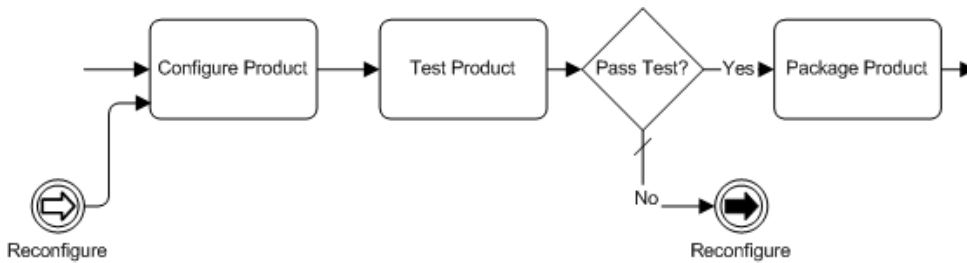 Configure Product
Test Product
Pass Test?
Yes
Package Product
No
Reconfigure
Reconfigure